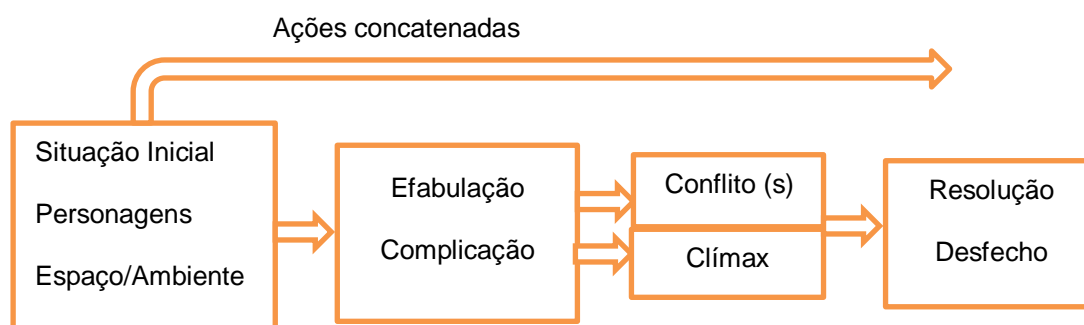 Ações concatenadas
Situação Inicial
Personagens
Espaço/Ambiente
Efabulação
Complicação
Conflito (s)
Clímax
Resolução
Desfecho